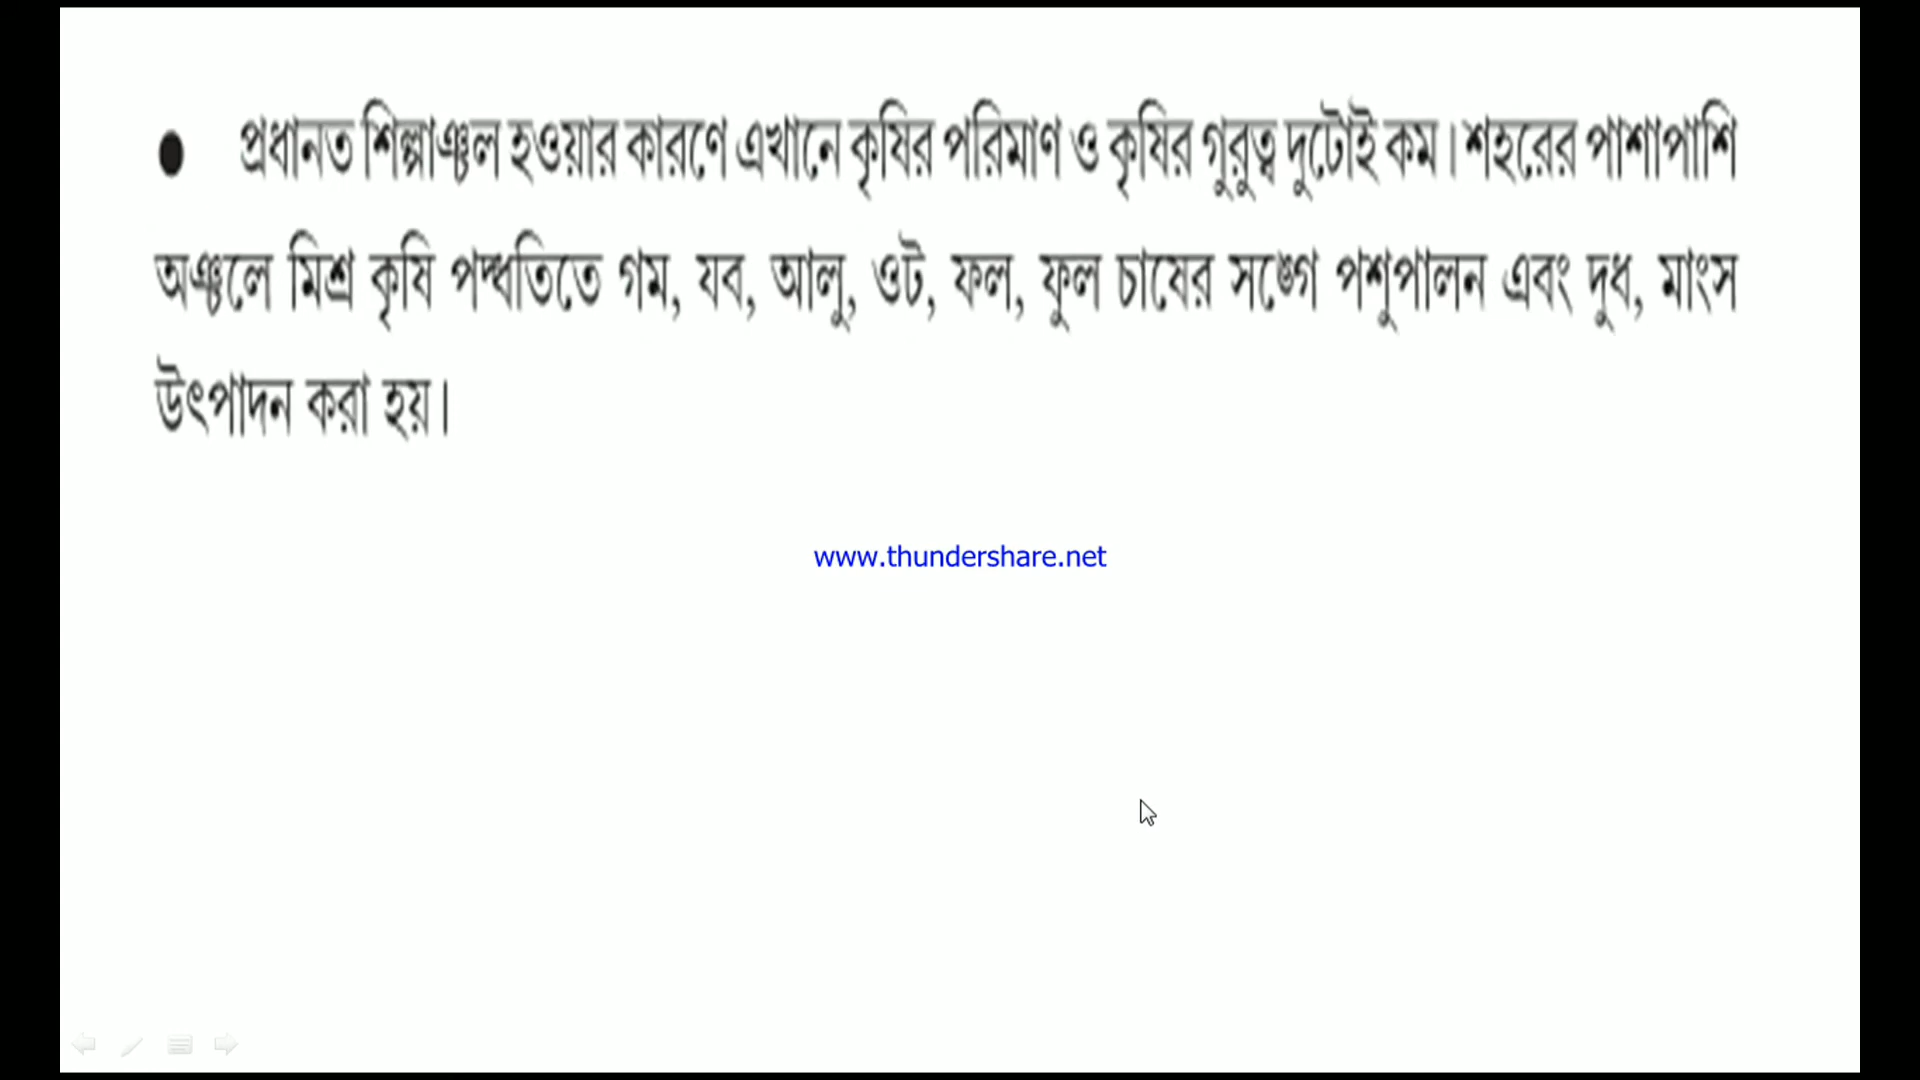 ● প্রধানত শিল্পাঞ্চল হওয়ার কারণে এখানে কৃষির পরিমাণ ও কৃষির গুরুত্ব দুটোই কম। শহরের পাশাপাশি
অঞ্চলে মিশ্র কৃষি পদ্ধতিতে গম, যব, আলু, ওট, ফল, ফুল চাষের সঙ্গে পশুপালন এবং দুধ, মাংস
উৎপাদন করা হয়।
www.thundershare.net